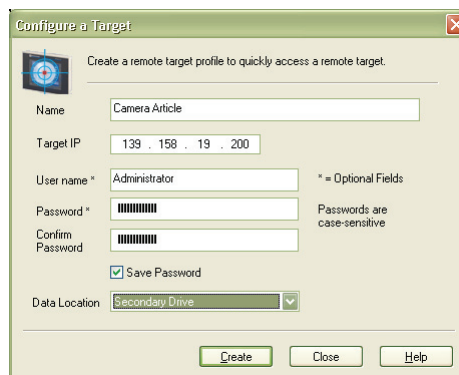 Configure a Target
Create a remote target profile to quickly access a remote target.
Name Camera Article
Target IP 139 . 158 . 19 . 200
User name * Administrator * = Optional Fields
Password * Passwords are
case-sensitive
Confirm
Password
Save Password
Data Location Secondary Drive
Create Close Help